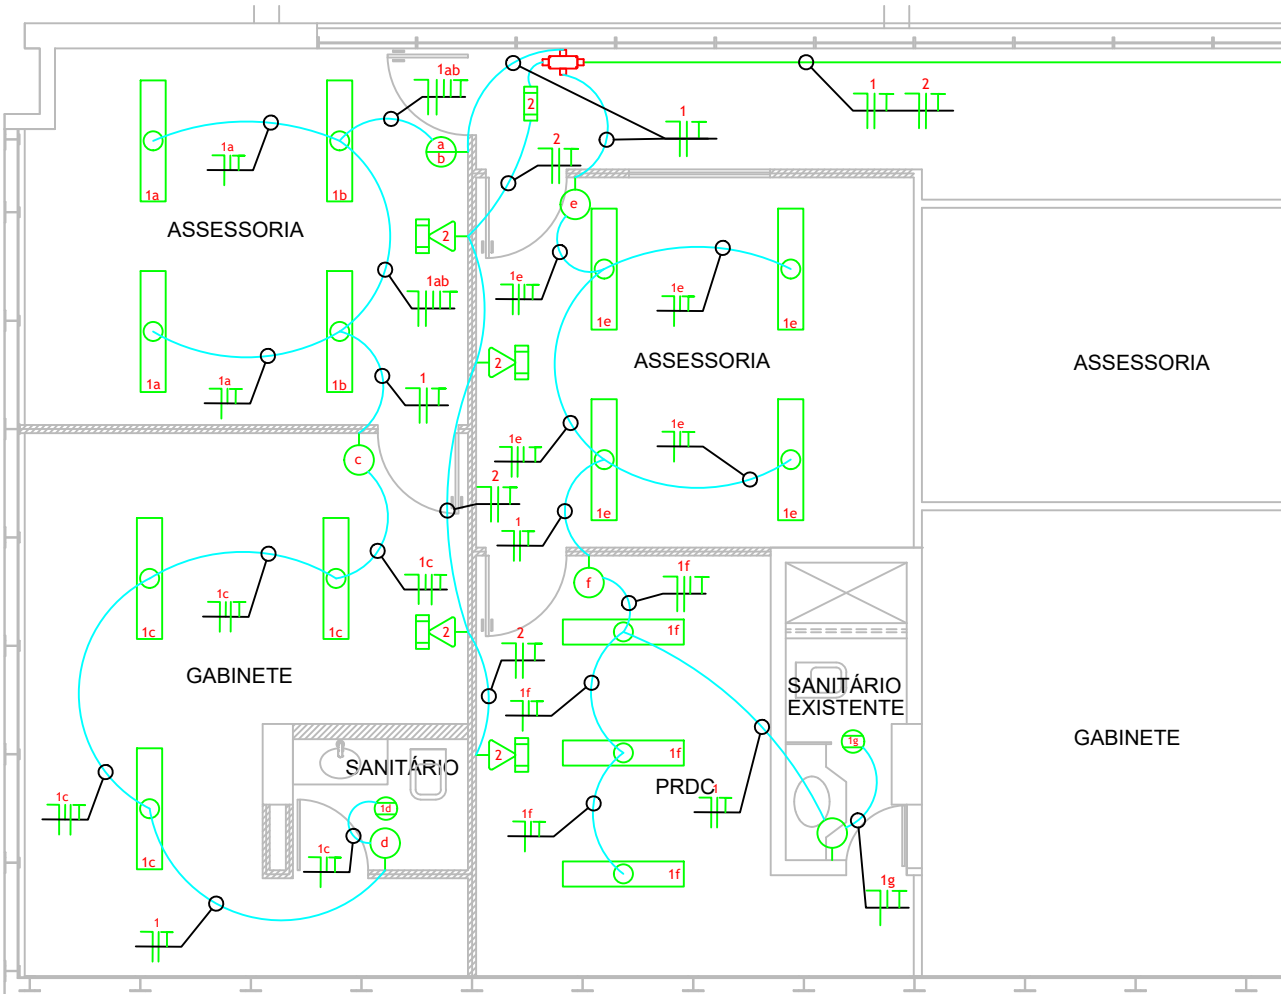 1ab
1
2
2
1
a
b
2
1a
1a
1b
e
ASSESSORIA
2
1ab
1e
1e
1e
1e
2
ASSESSORIA
ASSESSORIA
1a
1b
1a
1
1e
1e
c
2
1
1e
1e
1c
f
1f
1c
1c
1c
2
1f
2
GABINETE
1f
SANITÁRIO
EXISTENTE
1g
GABINETE
2
1f
SANITÁRIO
PRDC
1
1c
1d
1f
d
1c
1c
1f
1g
1